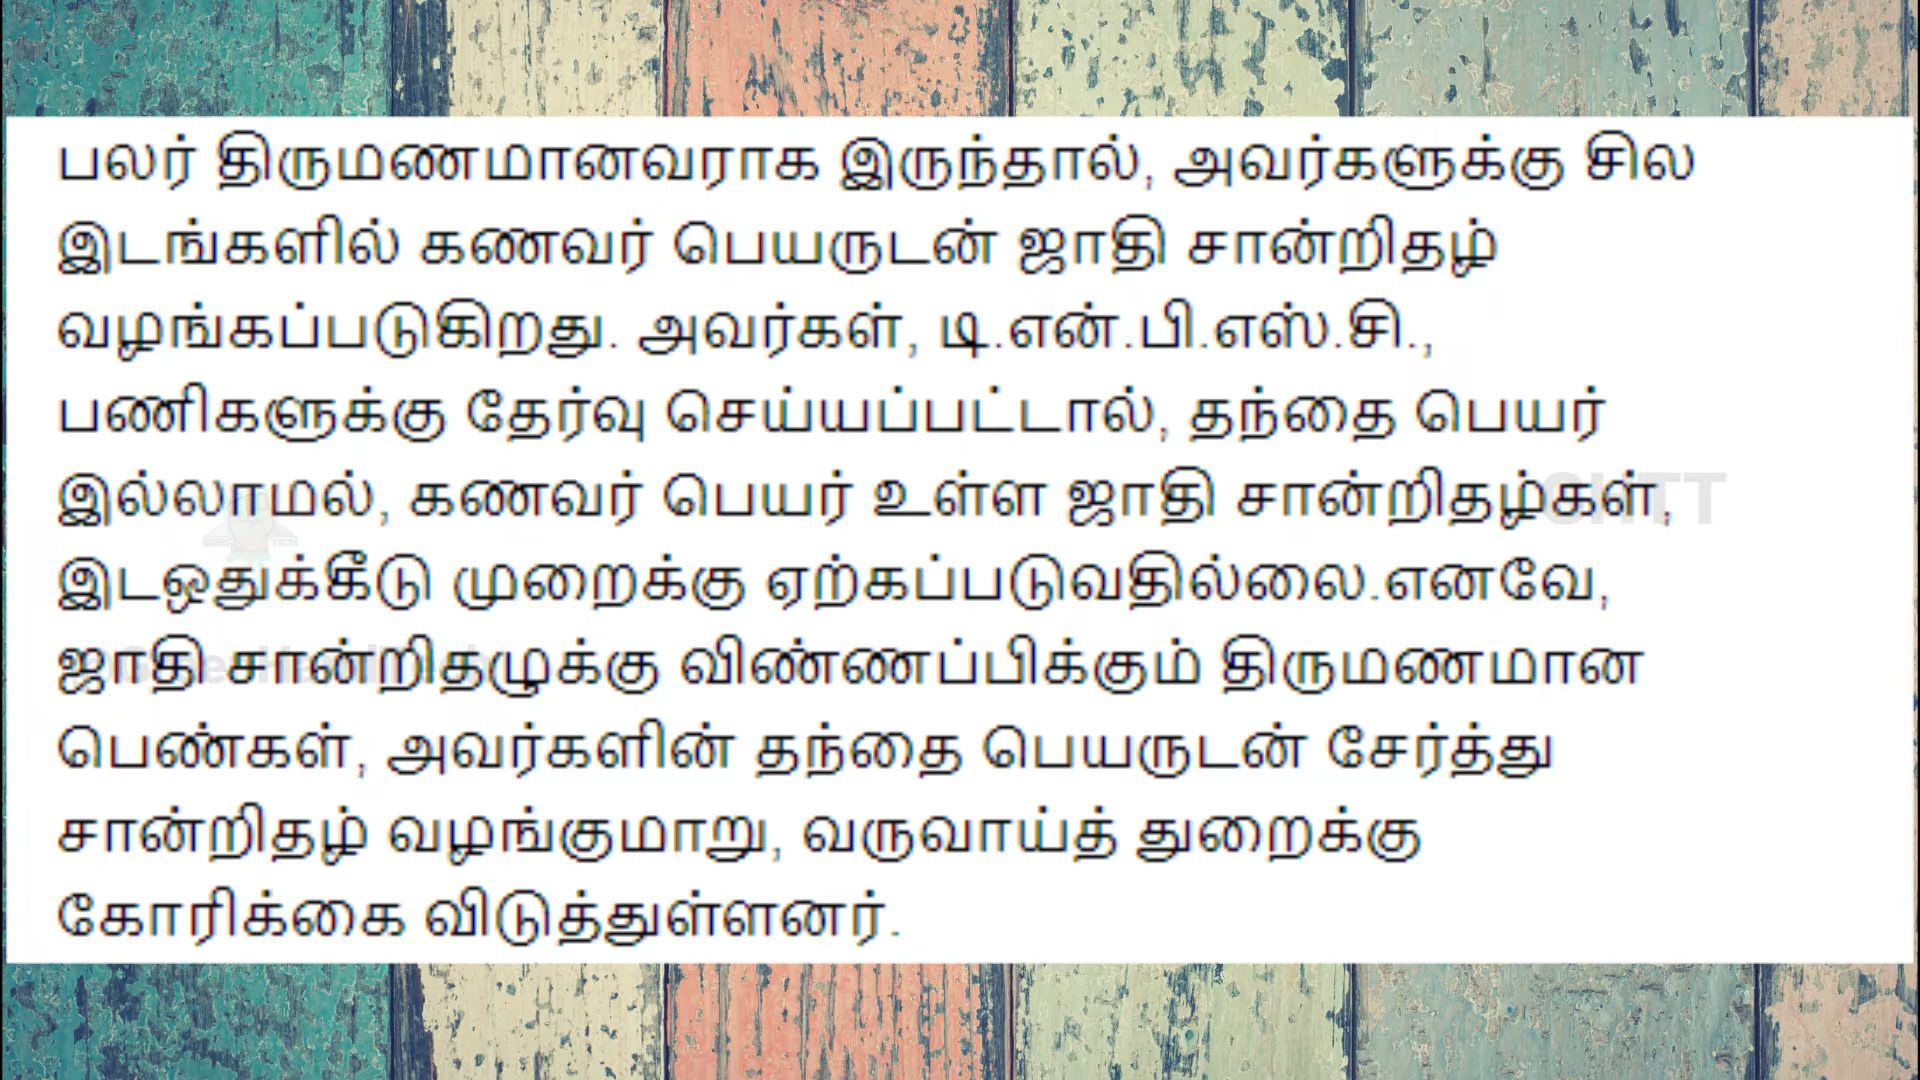 பலர் திருமணமானவராக இருந்தால், அவர்களுக்கு சில
இடங்களில் கணவர் பெயருடன் ஜாதி சான்றிதழ்
வழங்கப்படுகிறது. அவர்கள், டி.என்.பி.எஸ்.சி.,
பணிகளுக்கு தேர்வு செய்யப்பட்டால், தந்தை பெயர்
இல்லாமல், கணவர் பெயர் உள்ள ஜாதி சான்றிதழ்கள்,
இடஒதுக்கீடு முறைக்கு ஏற்கப்படுவதில்லை.எனவே,
ஜாதி சான்றிதழுக்கு விண்ணப்பிக்கும் திருமணமான
பெண்கள், அவர்களின் தந்தை பெயருடன் சேர்த்து
சான்றிதழ் வழங்குமாறு, வருவாய்த் துறைக்கு
கோரிக்கை விடுத்துள்ளனர்.